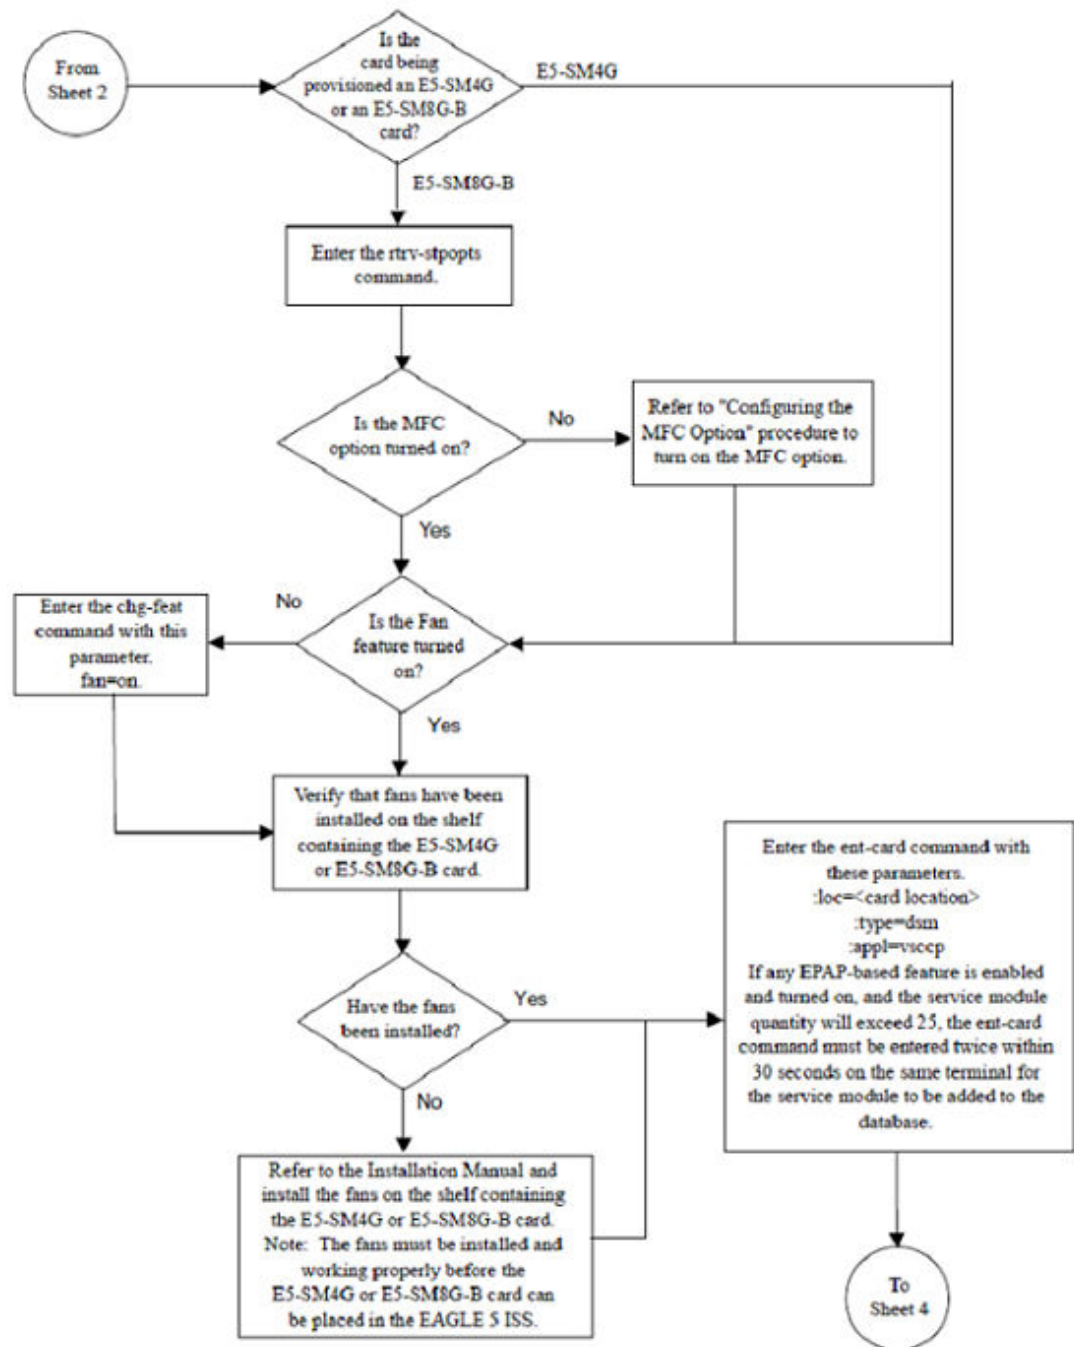 From
Sheet 2
Is the
card being
provisioned an E5-SM4G
or an E5-SM8G-B
card?
E5-SM4G
E5-SM8G-B
Enter the rtrv-stpopts
command.
Is the MFC
option turned on?
No
Refer to "Configuring the
MFC Option" procedure to
turn on the MFC option.
Yes
Is the Fan
feature turned
on?
No
Enter the chg-feat
command with this
parameter.
fan=on.
Yes
Verify that fans have been
installed on the shelf
containing the E5-SM4G
or E5-SM8G-B card.
Have the fans
been installed?
Yes
No
Refer to the Installation Manual and
install the fans on the shelf containing
the E5-SM4G or E5-SM8G-B card.
Note: The fans must be installed and
working properly before the
E5-SM4G or E5-SM8G-B card can
be placed in the EAGLE 5 ISS.
Enter the ent-card command with
these parameters.
:loc=<card location>
:type=dsm
:appl=vsccp
If any EPAP-based feature is enabled
and turned on, and the service module
quantity will exceed 25, the ent-card
command must be entered twice within
30 seconds on the same terminal for
the service module to be added to the
database.
To
Sheet 4